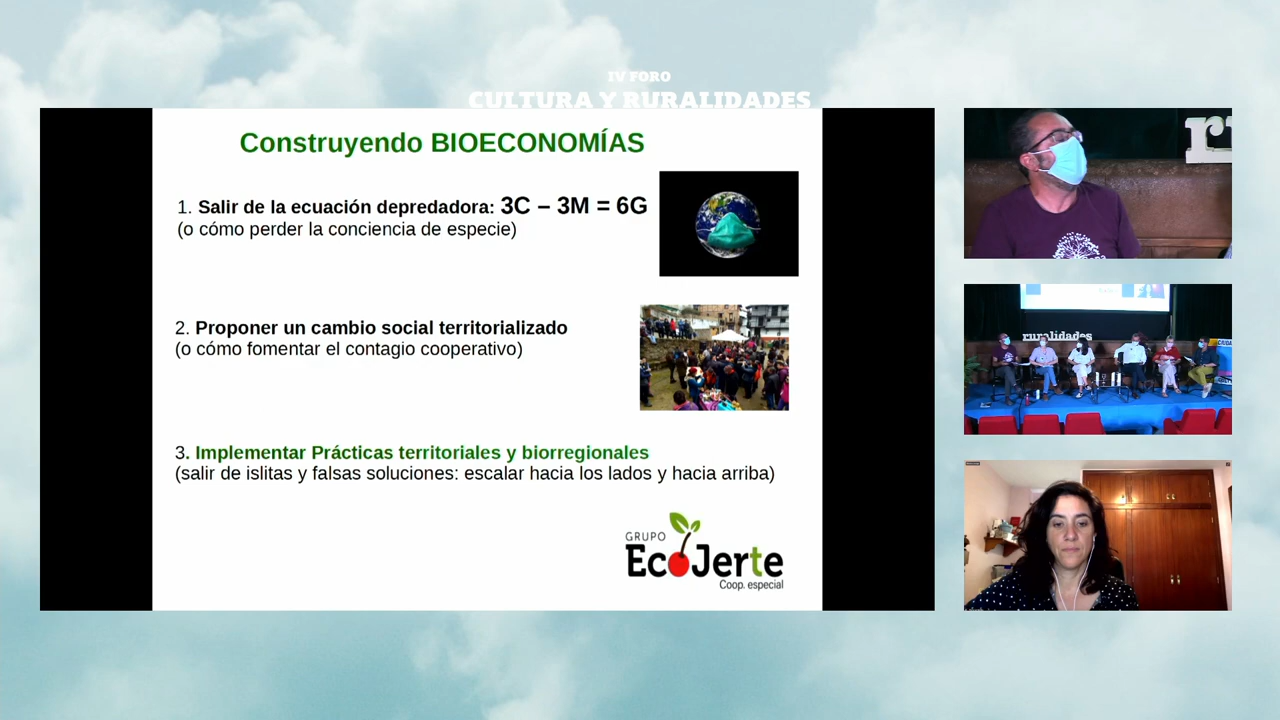 IV FORO
CULTURA Y RURALIDADES
Construyendo BIOECONOMÍAS
1. Salir de la ecuación depredadora: 3C – 3M = 6G
(o cómo perder la conciencia de especie)
2. Proponer un cambio social territorializado
(o cómo fomentar el contagio cooperativo)
3. Implementar Prácticas territoriales y biorregionales
(salir de islitas y falsas soluciones: escalar hacia los lados y hacia arriba)
GRUPO
EcoJerte
Coop. especial
ruralidades